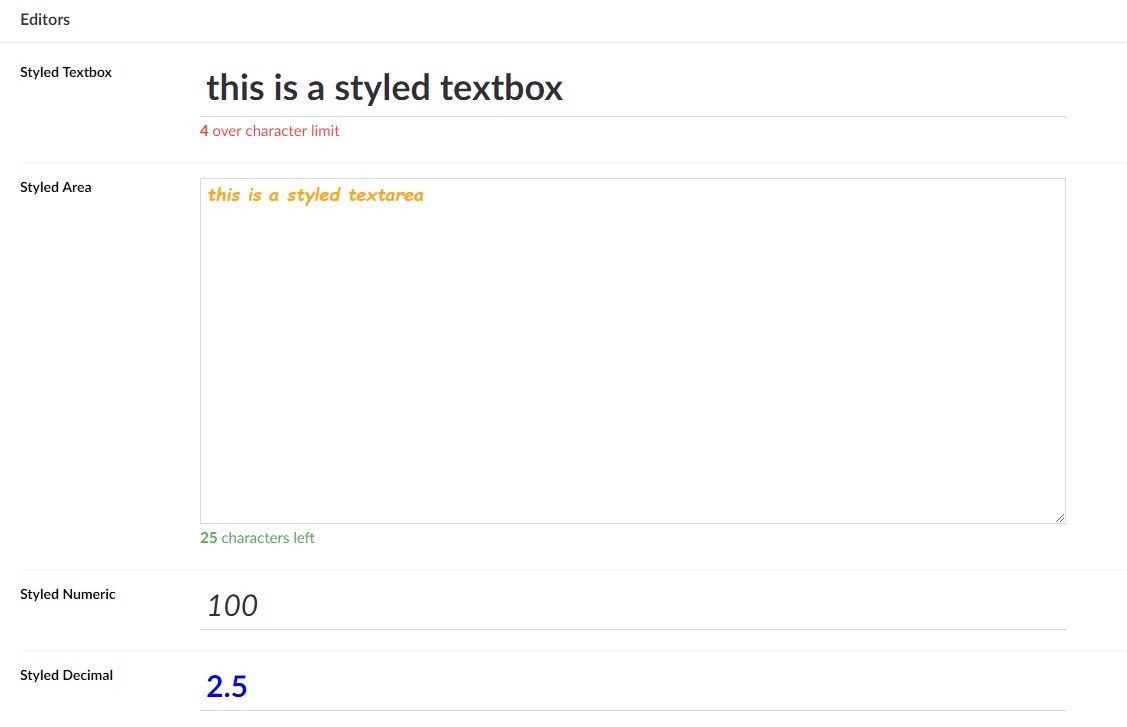 Editors
Styled Textbox
this is a styled textbox
4 over character limit
Styled Area
this is a styled textarea
25 characters left
Styled Numeric
100
Styled Decimal
2.5